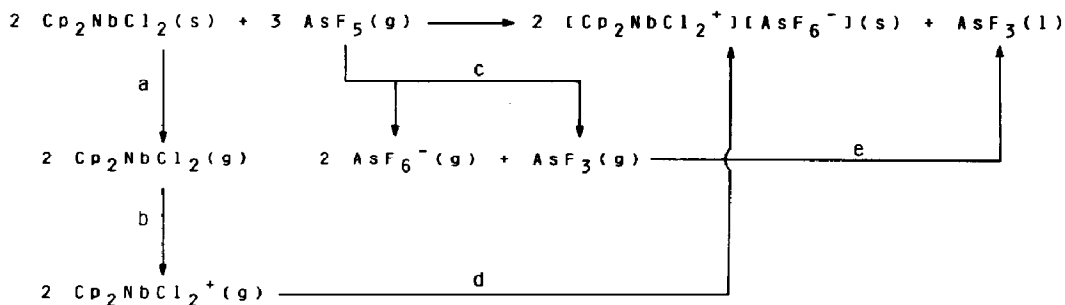 2 Cp₂NbCl₂(s) + 3 AsF₅(g) ⟶ 2 [Cp₂NbCl₂⁺][AsF₆⁻](s) + AsF₃(l)
a
c
2 Cp₂NbCl₂(g) 2 AsF₆⁻(g) + AsF₃(g)
e
b
d
2 Cp₂NbCl₂⁺(g)